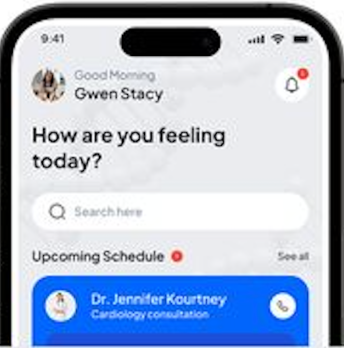 9:41
Good Morning
Gwen Stacy
How are you feeling
today?
Search here
Upcoming Schedule
See all
Dr. Jennifer Kourtney
Cardiology consultation